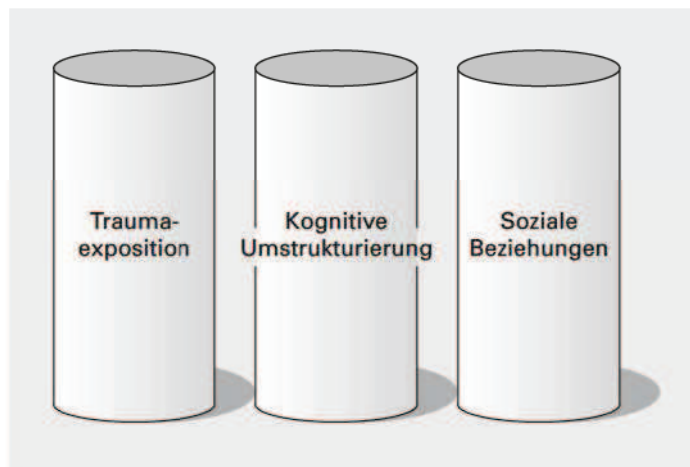 Trauma-
exposition
Kognitive
Umstrukturierung
Soziale
Beziehungen